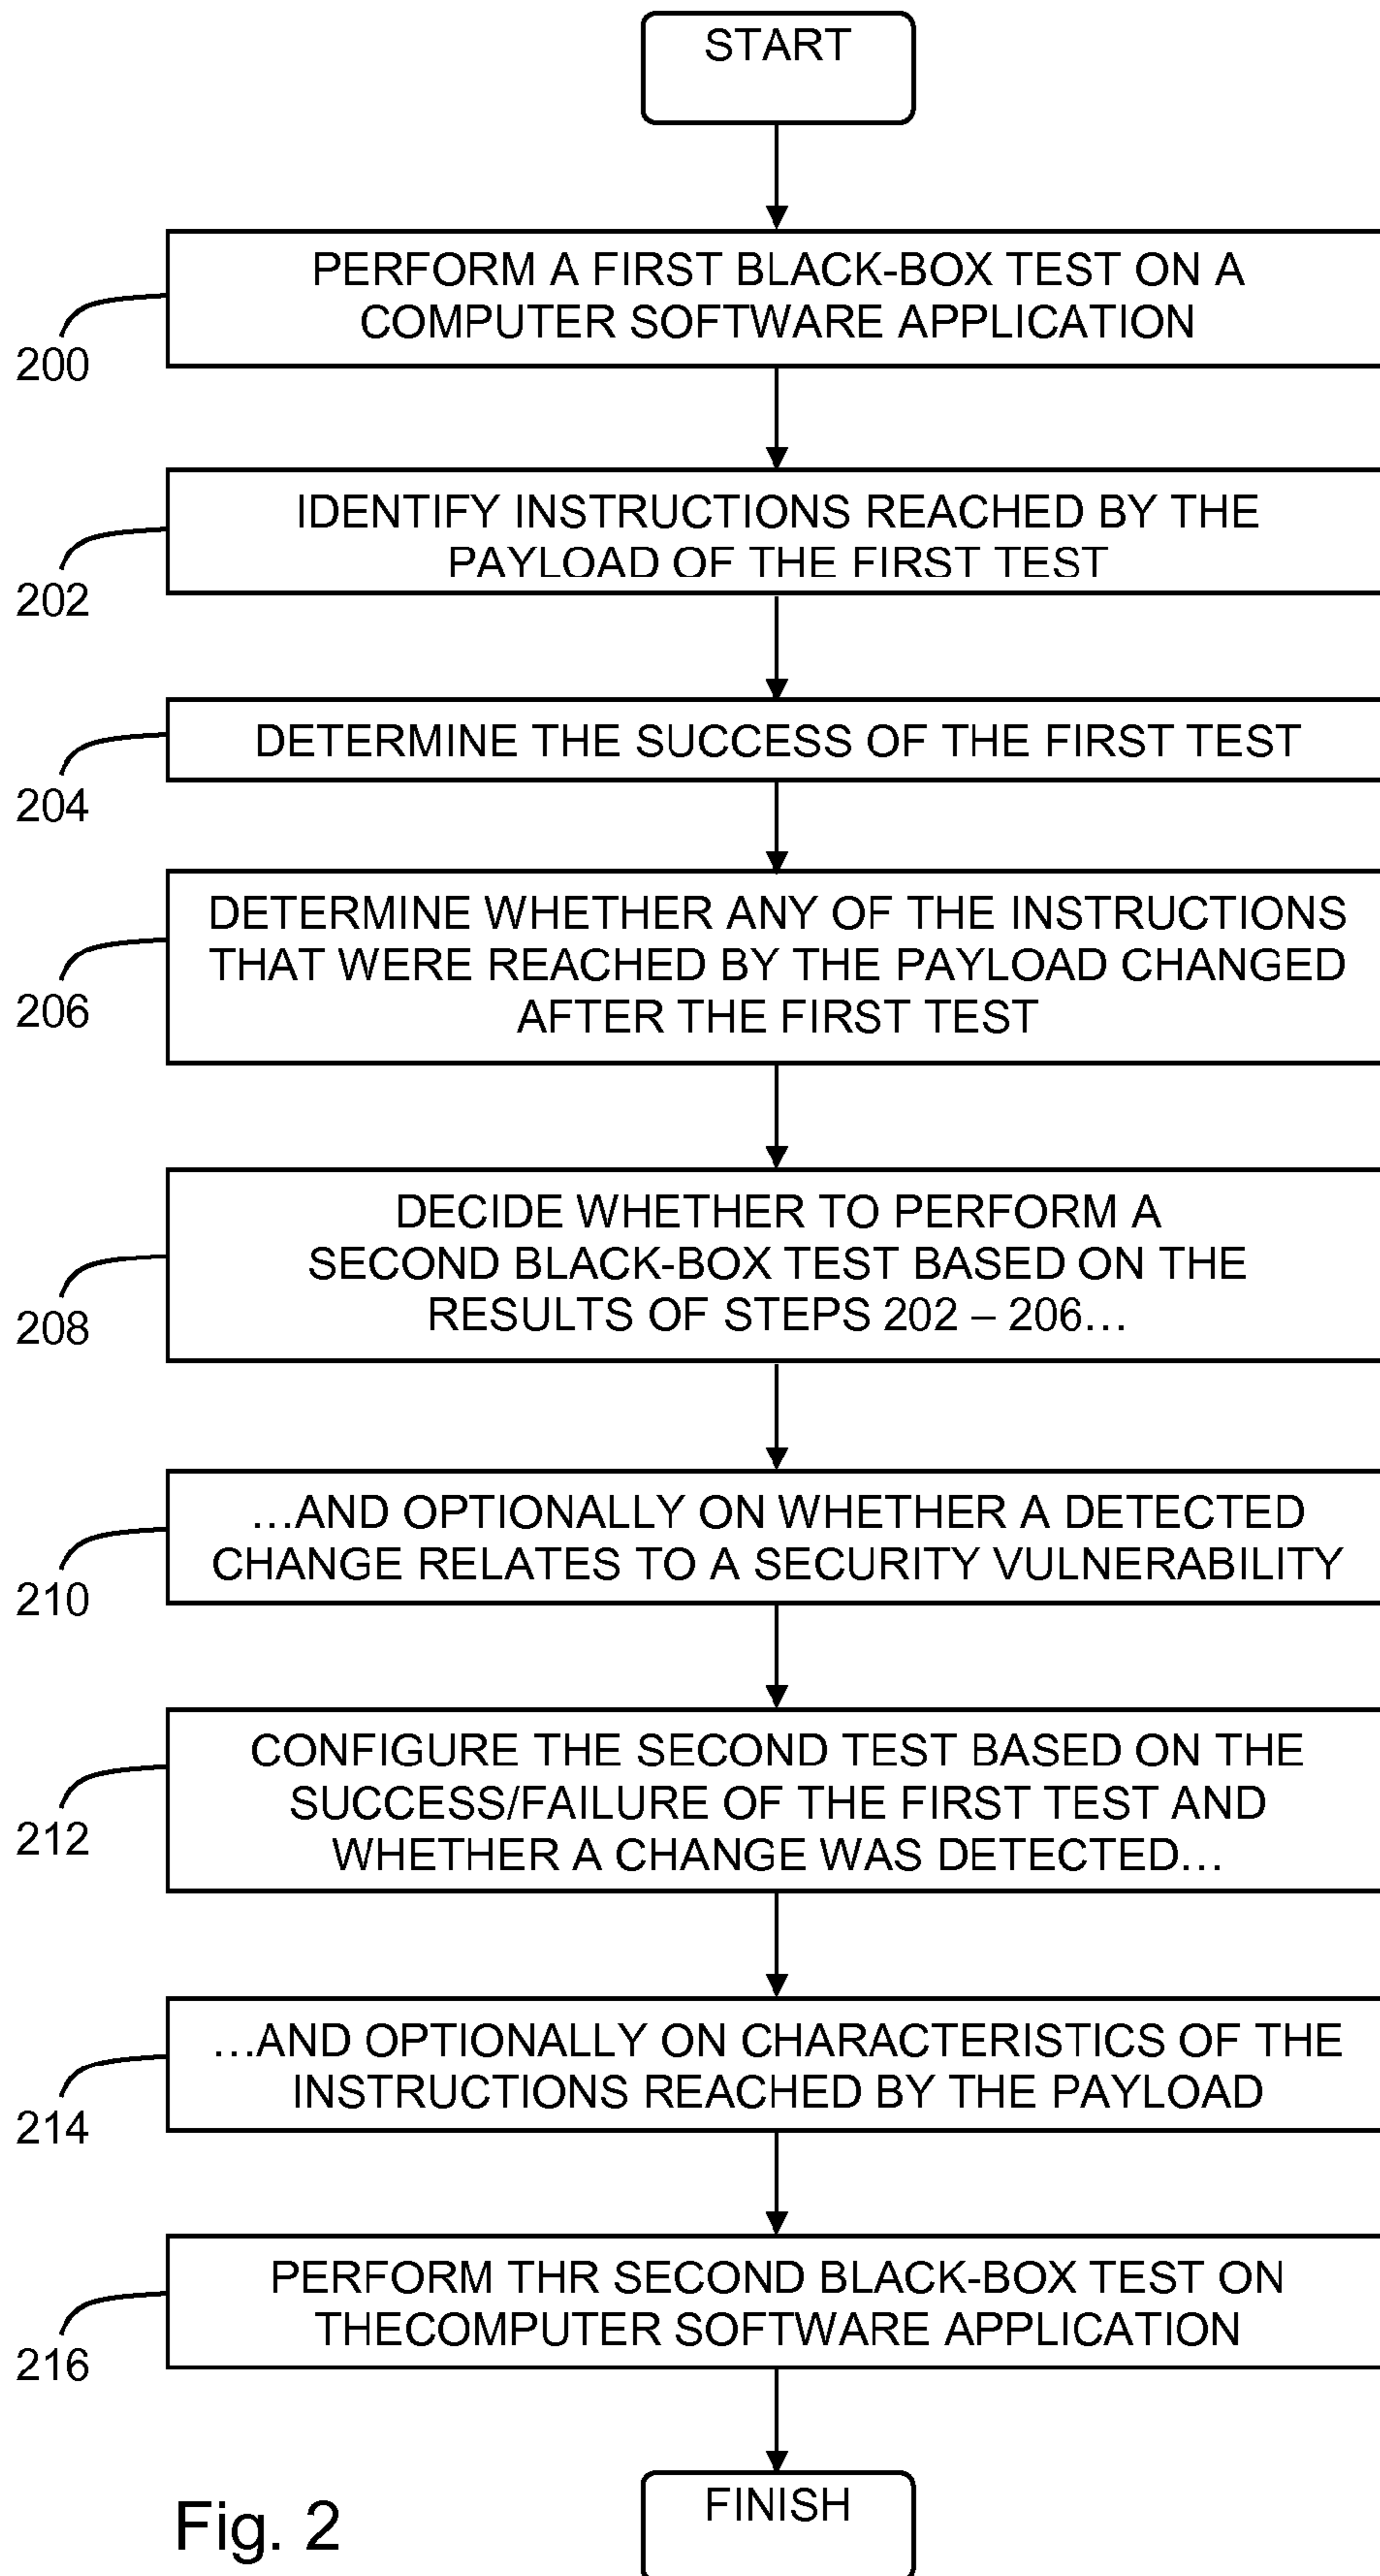 START
PERFORM A FIRST BLACK-BOX TEST ON A
COMPUTER SOFTWARE APPLICATION
200
IDENTIFY INSTRUCTIONS REACHED BY THE
PAYLOAD OF THE FIRST TEST
202
DETERMINE THE SUCCESS OF THE FIRST TEST
204
DETERMINE WHETHER ANY OF THE INSTRUCTIONS
THAT WERE REACHED BY THE PAYLOAD CHANGED
AFTER THE FIRST TEST
206
DECIDE WHETHER TO PERFORM A
SECOND BLACK-BOX TEST BASED ON THE
RESULTS OF STEPS 202 – 206…
208
…AND OPTIONALLY ON WHETHER A DETECTED
CHANGE RELATES TO A SECURITY VULNERABILITY
210
CONFIGURE THE SECOND TEST BASED ON THE
SUCCESS/FAILURE OF THE FIRST TEST AND
WHETHER A CHANGE WAS DETECTED…
212
…AND OPTIONALLY ON CHARACTERISTICS OF THE
INSTRUCTIONS REACHED BY THE PAYLOAD
214
PERFORM THR SECOND BLACK-BOX TEST ON
THECOMPUTER SOFTWARE APPLICATION
216
FINISH
Fig. 2